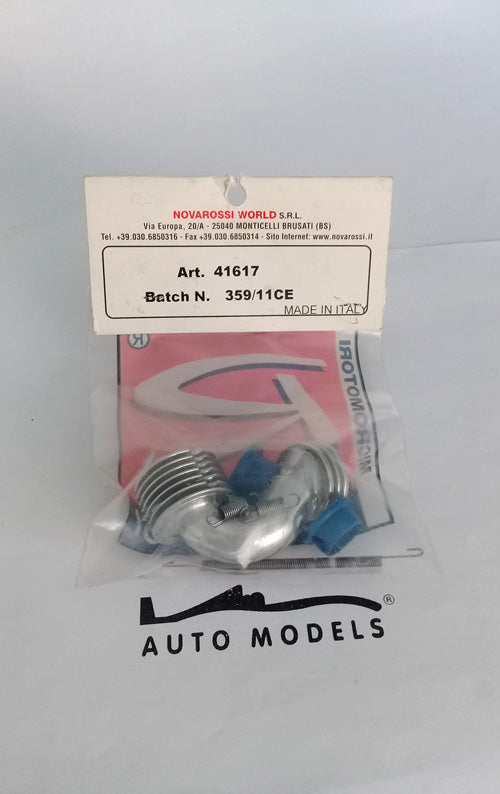 NOVAROSSI WORLD S.R.L.
Via Europa, 20/A - 25040 MONTICELLI BRUSATI (BS)
Tel. +39.030.6850316 - Fax +39.030.6850314 - Sito Internet: www.novarossi.it
Art. 41617
Batch N. 359/11CE
MADE IN ITALY
®
MICROMOTORI
®
AUTO MODELS